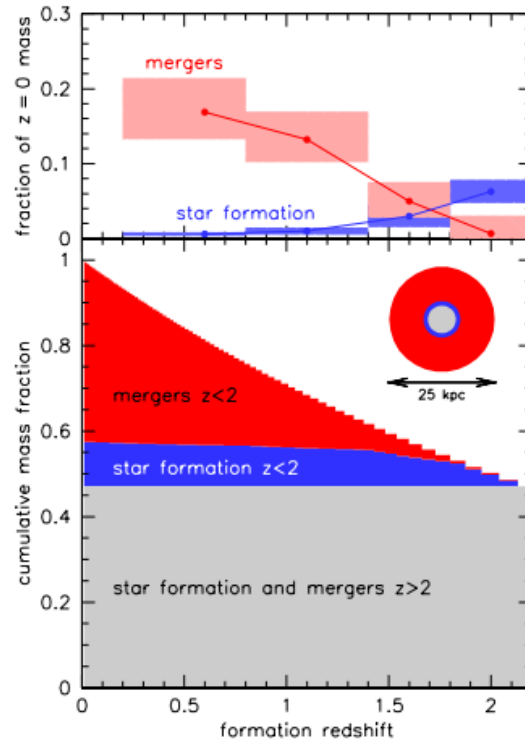 0.3
0.2
0.1
0
fraction of z = 0 mass
mergers
star formation
1
0.8
0.6
0.4
0.2
0
cumulative mass fraction
25 kpc
mergers z<2
star formation z<2
star formation and mergers z>2
0 0.5 1 1.5 2
formation redshift